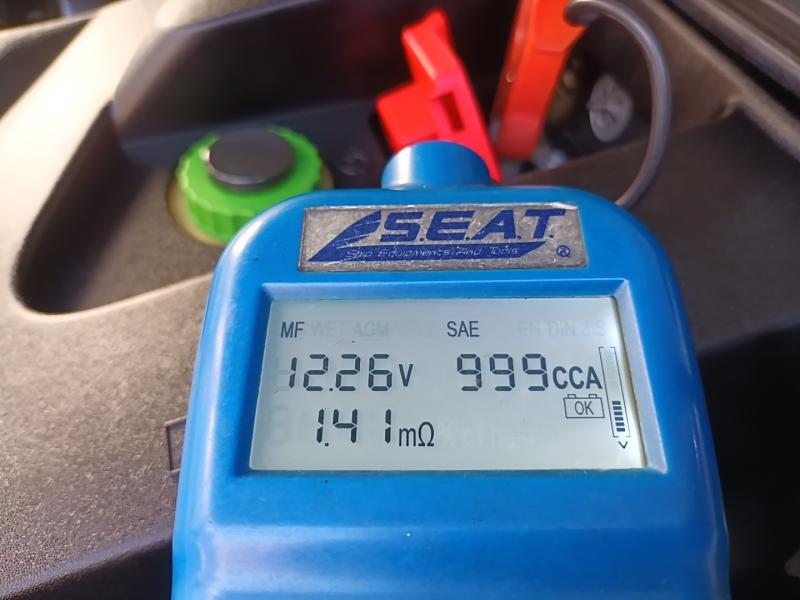 S.E.A.T.®
Ship Equipments And Tools
MF WET AGM SAE EN DIN JIS
12.26V 999CCA
OK
1.41mΩ